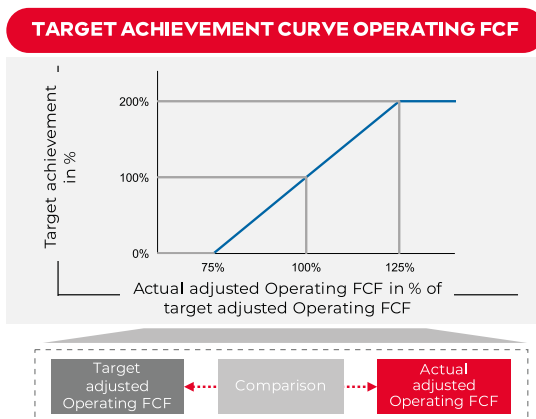 TARGET ACHIEVEMENT CURVE OPERATING FCF
Target achievement
in %
200%
100%
0%
75%
100%
125%
Actual adjusted Operating FCF in % of
target adjusted Operating FCF
Target
adjusted
Operating FCF
Comparison
Actual
adjusted
Operating FCF